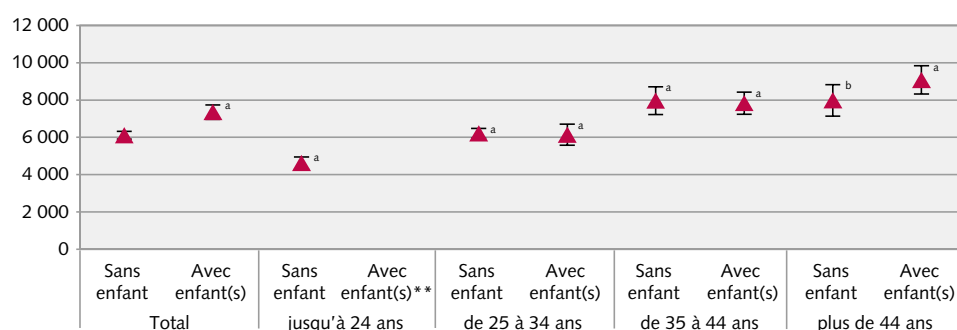 12 000
10 000
8 000
6 000
4 000
2 000
0
a
a
a
a
a
a
b
a
Sans enfant
Avec enfant(s)
Sans enfant
Avec enfant(s)**
Sans enfant
Avec enfant(s)
Sans enfant
Avec enfant(s)
Sans enfant
Avec enfant(s)
Total
jusqu'à 24 ans
de 25 à 34 ans
de 35 à 44 ans
plus de 44 ans